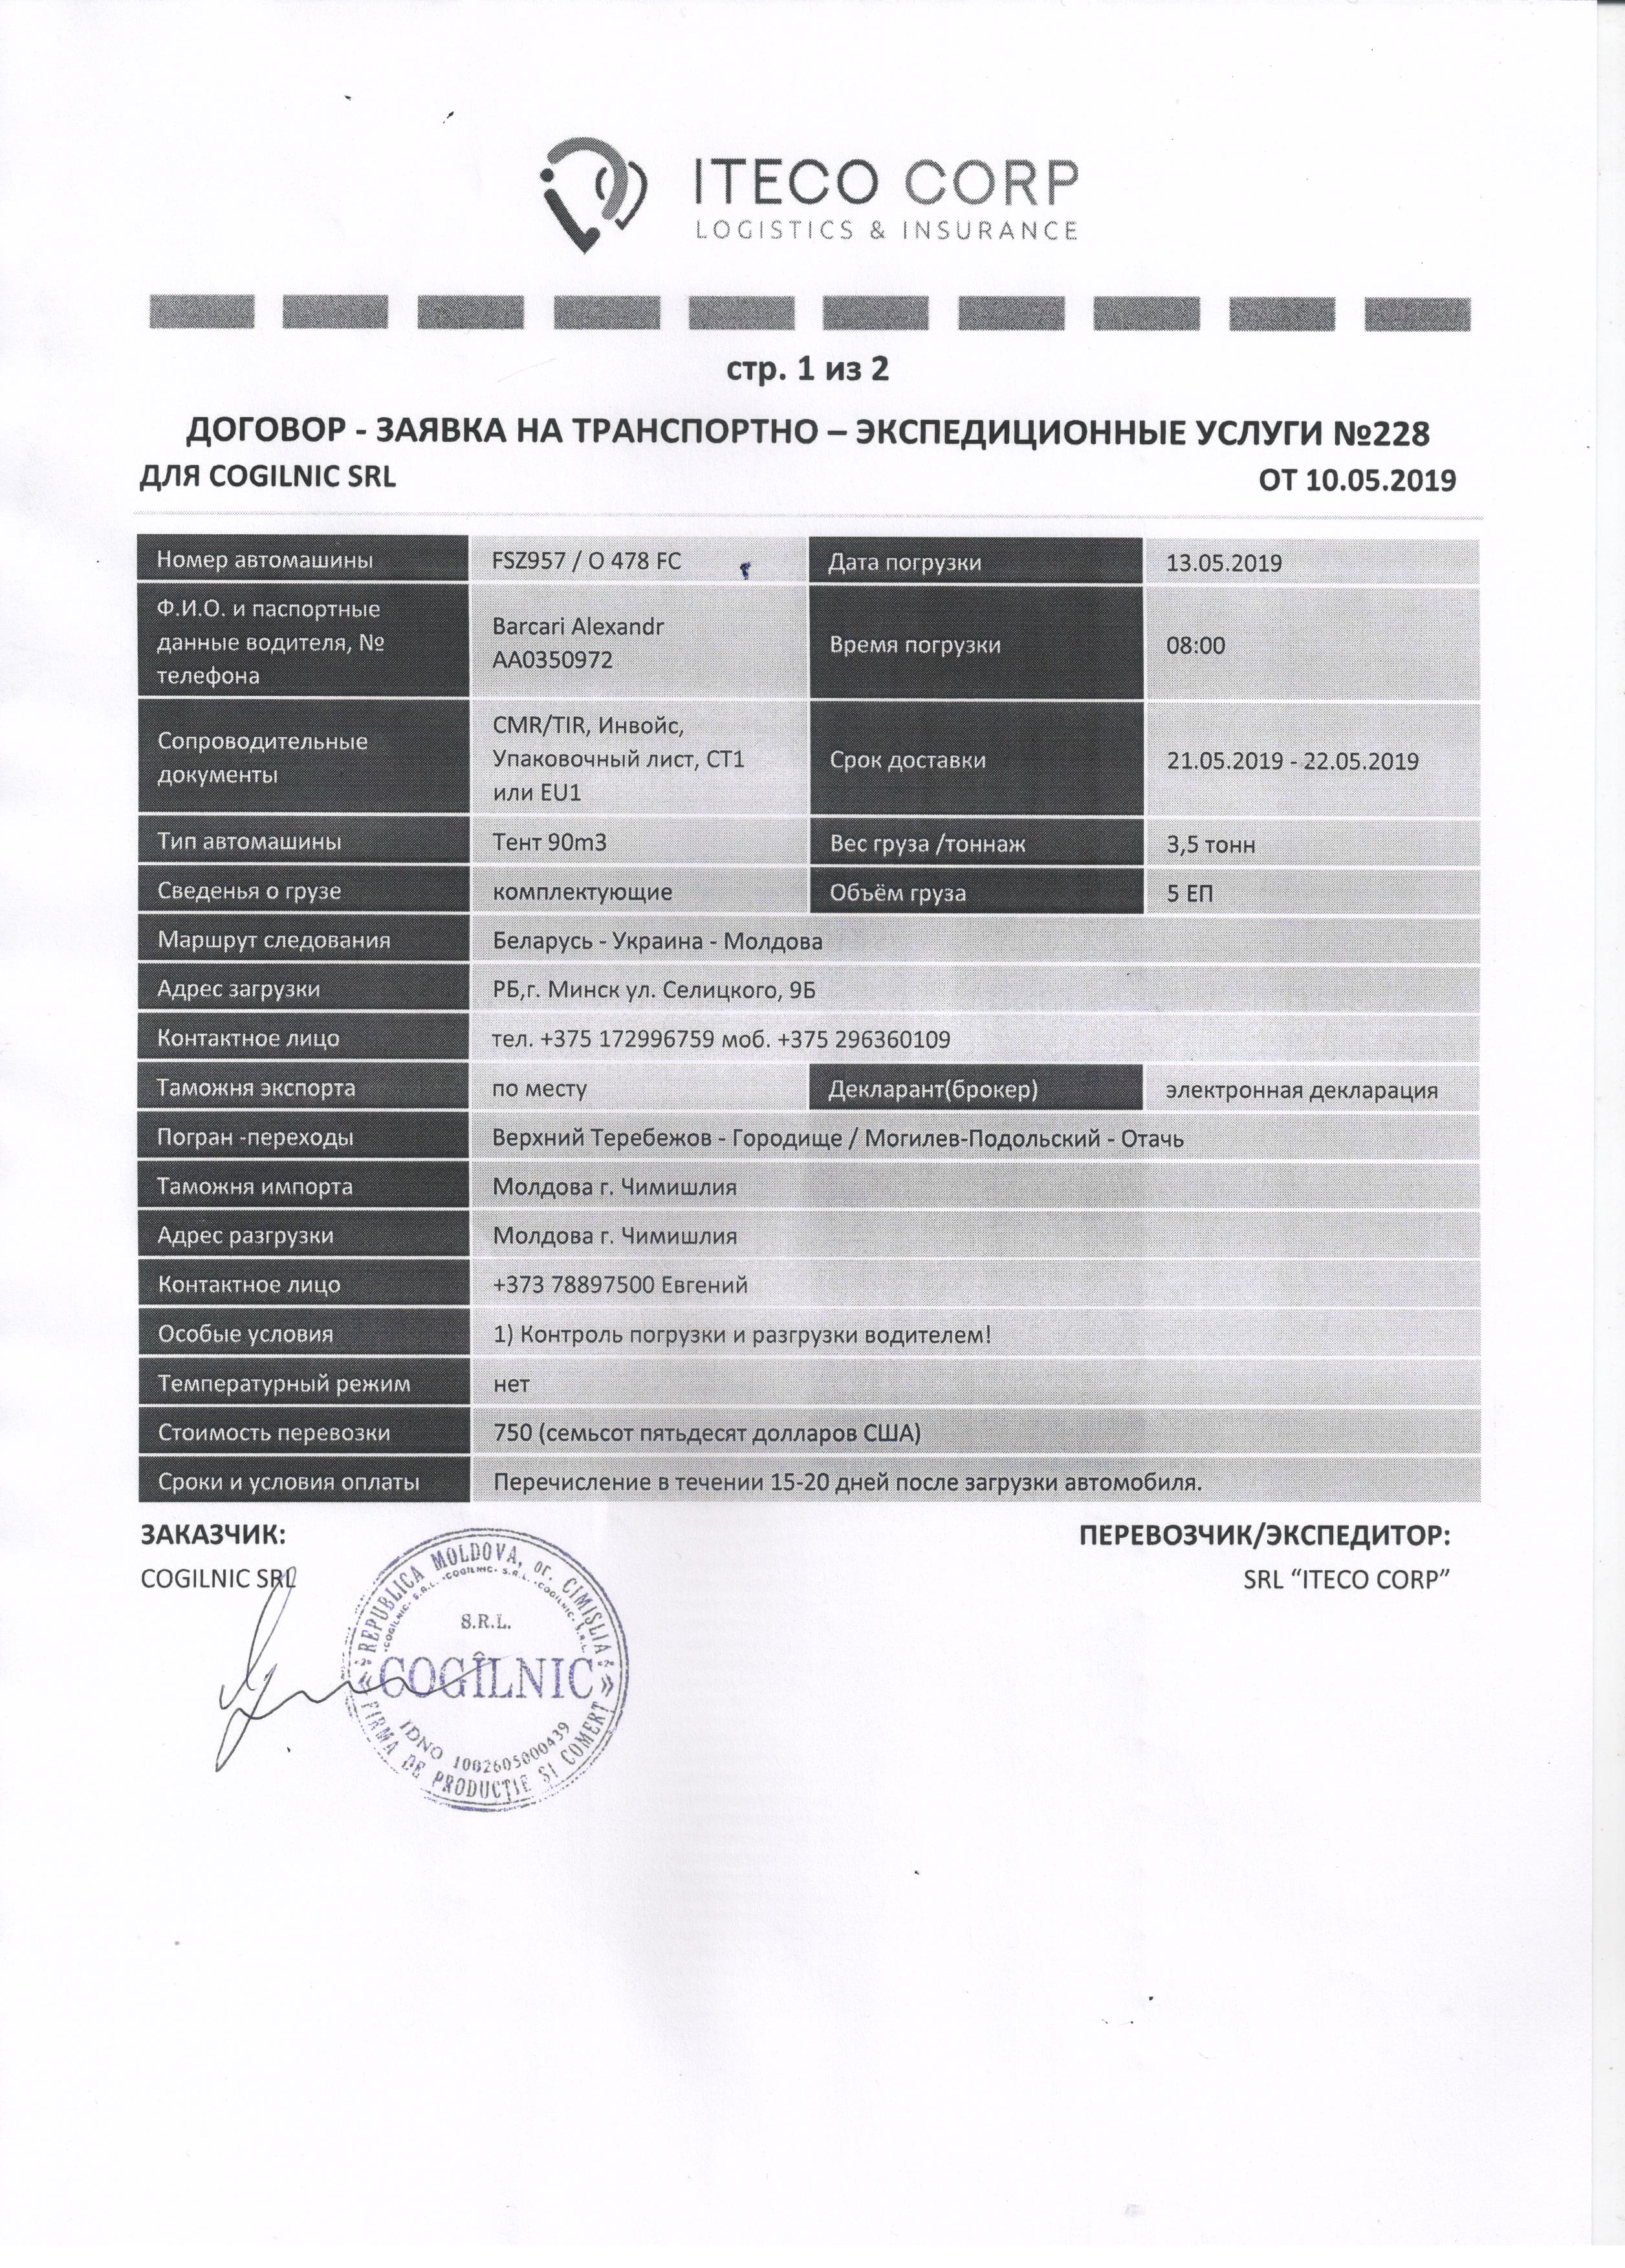 ITECO CORP
LOGISTICS & INSURANCE
стр. 1 из 2
ДОГОВОР - ЗАЯВКА НА ТРАНСПОРТНО – ЭКСПЕДИЦИОННЫЕ УСЛУГИ №228
ДЛЯ COGILNIC SRL ОТ 10.05.2019
Номер автомашины FSZ957 / O 478 FC Дата погрузки 13.05.2019
Ф.И.О. и паспортные
данные водителя, №
телефона
Barcari Alexandr
AA0350972
Время погрузки 08:00
Сопроводительные
документы
CMR/TIR, Инвойс,
Упаковочный лист, СТ1
или EU1
Срок доставки 21.05.2019 - 22.05.2019
Тип автомашины Тент 90m3 Вес груза /тоннаж 3,5 тонн
Сведенья о грузе комплектующие Объём груза 5 ЕП
Маршрут следования Беларусь - Украина - Молдова
Адрес загрузки РБ,г. Минск ул. Селицкого, 9Б
Контактное лицо тел. +375 172996759 моб. +375 296360109
Таможня экспорта по месту Декларант(брокер) электронная декларация
Погран -переходы Верхний Теребежов - Городище / Могилев-Подольский - Отачь
Таможня импорта Молдова г. Чимишлия
Адрес разгрузки Молдова г. Чимишлия
Контактное лицо +373 78897500 Евгений
Особые условия 1) Контроль погрузки и разгрузки водителем!
Температурный режим нет
Стоимость перевозки 750 (семьсот пятьдесят долларов США)
Сроки и условия оплаты Перечисление в течении 15-20 дней после загрузки автомобиля.
ЗАКАЗЧИК: ПЕРЕВОЗЧИК/ЭКСПЕДИТОР:
COGILNIC SRL SRL “ITECO CORP”
REPUBLICA MOLDOVA, or. CIMISLIA
COGILNIC- S.R.L. -COGILNIC- S.R.L. -COGILNIC- S.R.L.
S.R.L.
«COGÎLNIC»
IDNO 1002605000439
FIRMA DE PRODUCŢIE ŞI COMERŢ